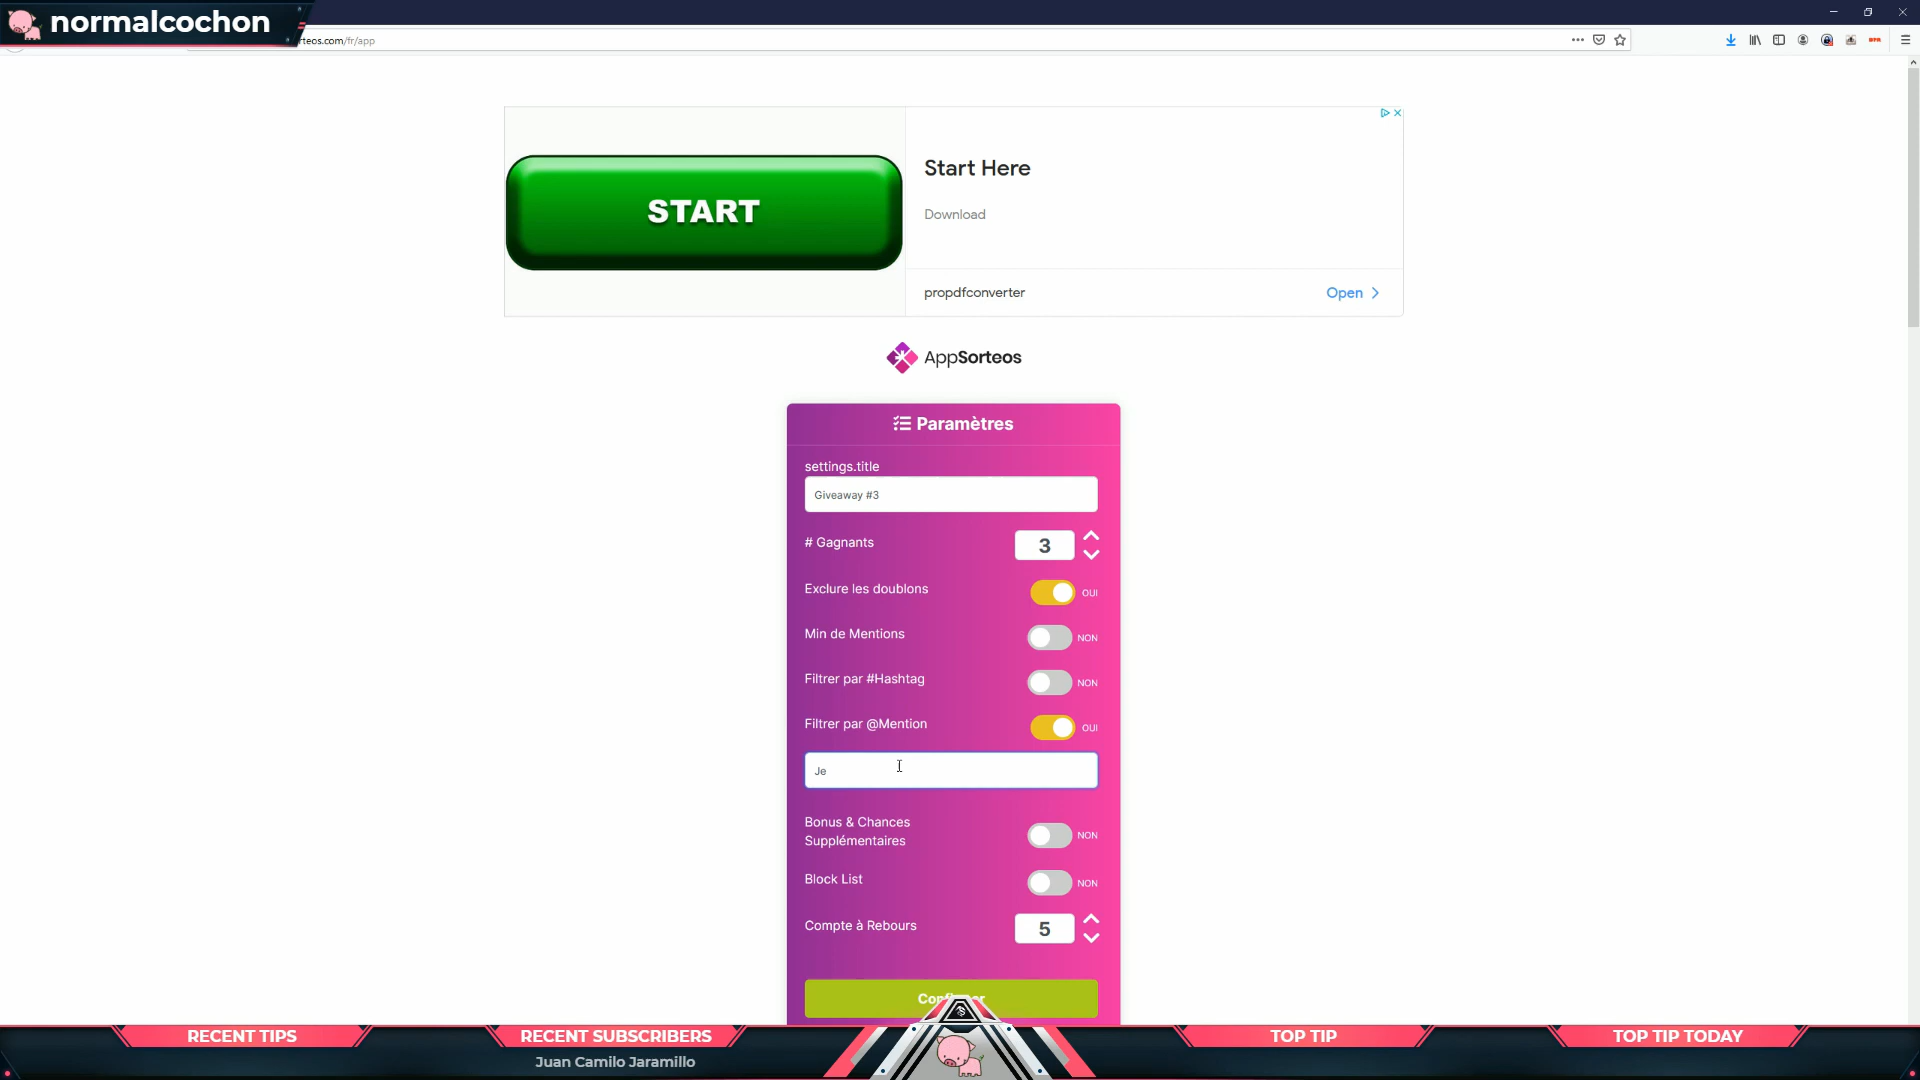 normalcochon
rteos.com/fr/app
START
Start Here
Download
propdfconverter
Open
AppSorteos
Paramètres
settings.title
Giveaway #3
# Gagnants
3
Exclure les doublons
OUI
Min de Mentions
NON
Filtrer par #Hashtag
NON
Filtrer par @Mention
OUI
Je
Bonus & Chances
Supplémentaires
NON
Block List
NON
Compte à Rebours
5
RECENT TIPS
RECENT SUBSCRIBERS
TOP TIP
TOP TIP TODAY
Juan Camilo Jaramillo